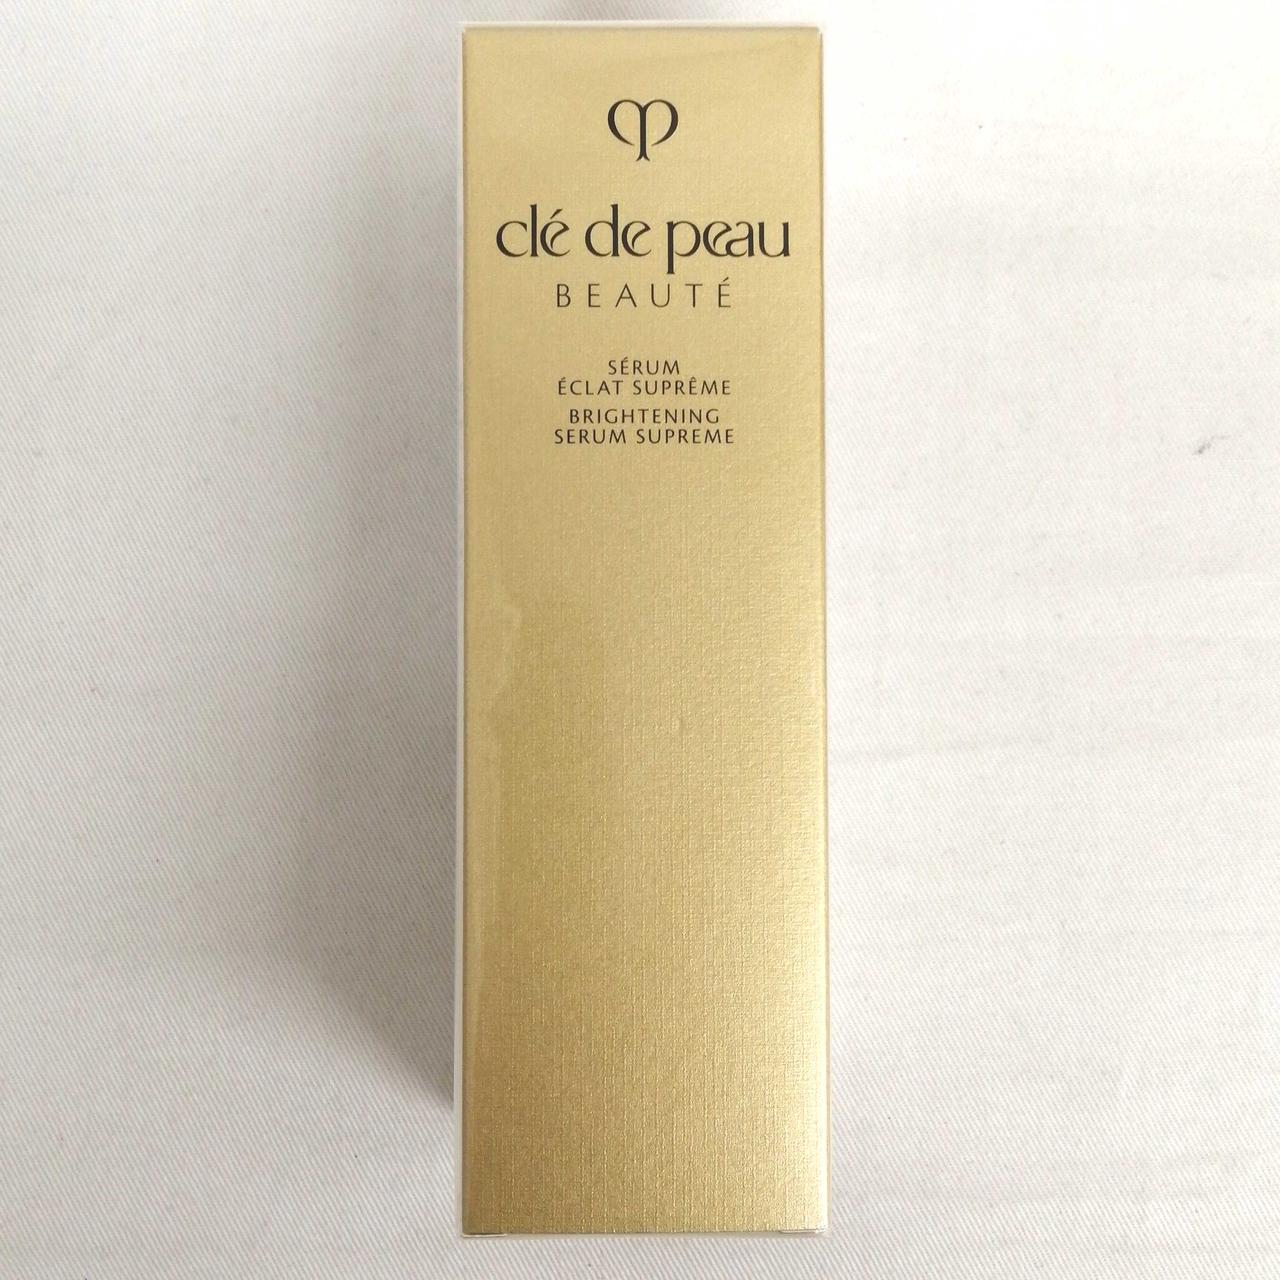 clé de peau
BEAUTÉ
SÉRUM
ÉCLAT SUPRÊME
BRIGHTENING
SERUM SUPREME